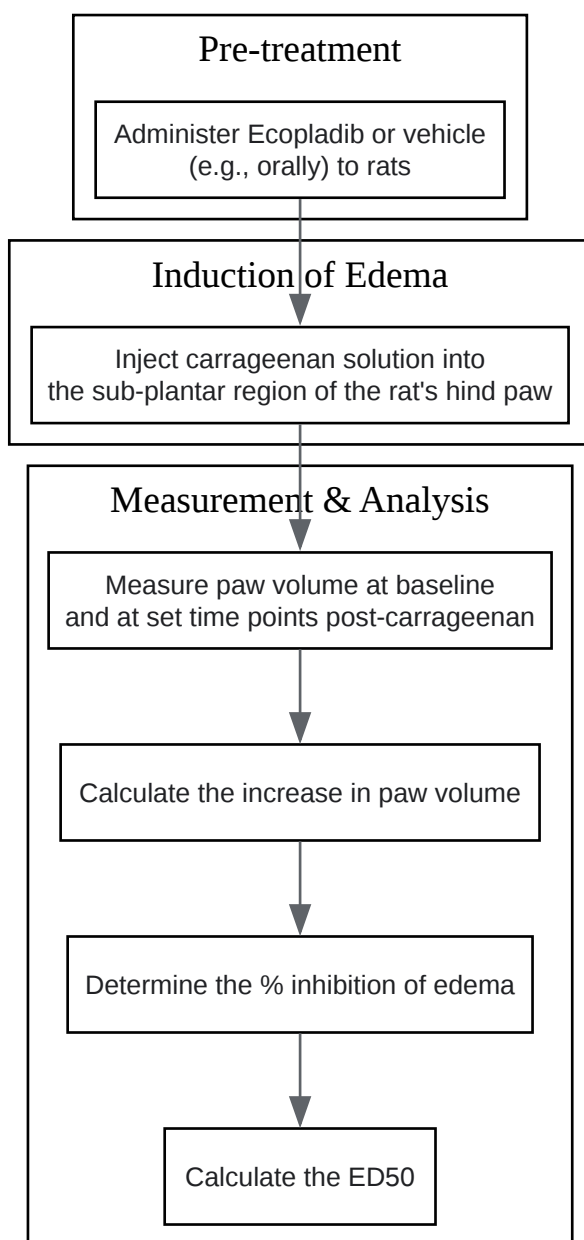 Pre-treatment
Administer Ecopladib or vehicle
(e.g., orally) to rats
Induction of Edema
Inject carrageenan solution into
the sub-plantar region of the rat's hind paw
Measurement & Analysis
Measure paw volume at baseline
and at set time points post-carrageenan
Calculate the increase in paw volume
Determine the % inhibition of edema
Calculate the ED50